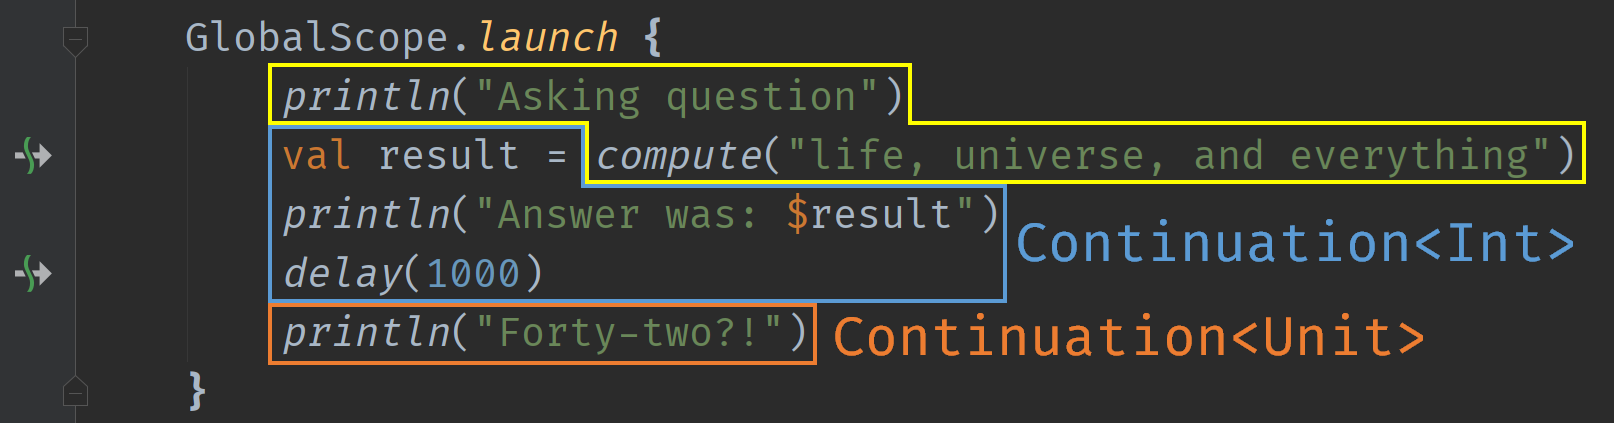 GlobalScope.launch {
println("Asking question")
val result = compute("life, universe, and everything")
println("Answer was: $result")
Continuation<Int>
delay(1000)
println("Forty-two?!") Continuation<Unit>
}